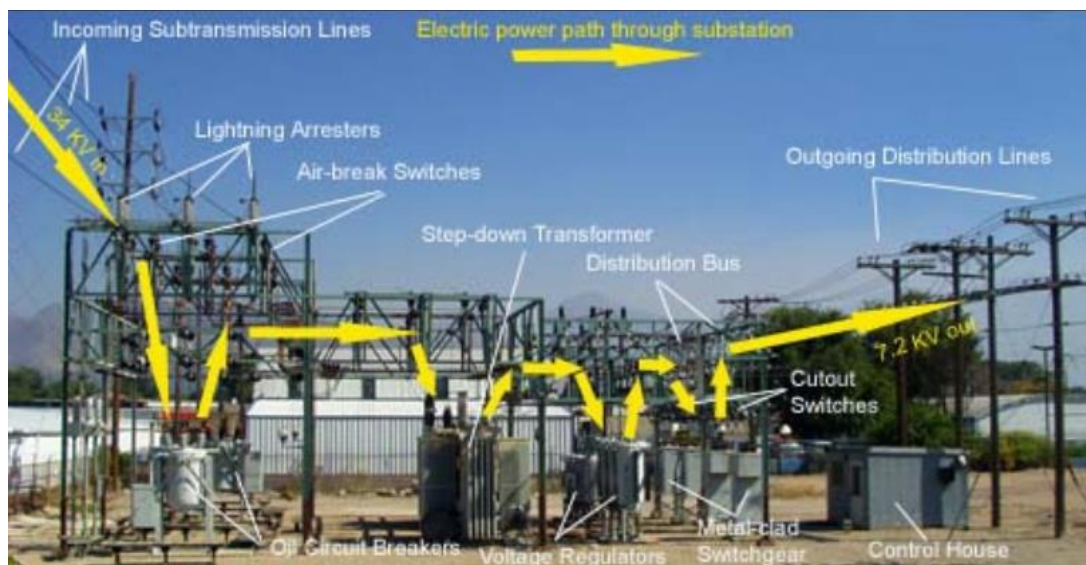 Incoming Subtransmission Lines
Electric power path through substation
34 KV in
Lightning Arresters
Air-break Switches
Outgoing Distribution Lines
Step-down Transformer
Distribution Bus
7.2 KV out
Cutout
Switches
Oil Circuit Breakers
Voltage Regulators
Metal-clad
Switchgear
Control House